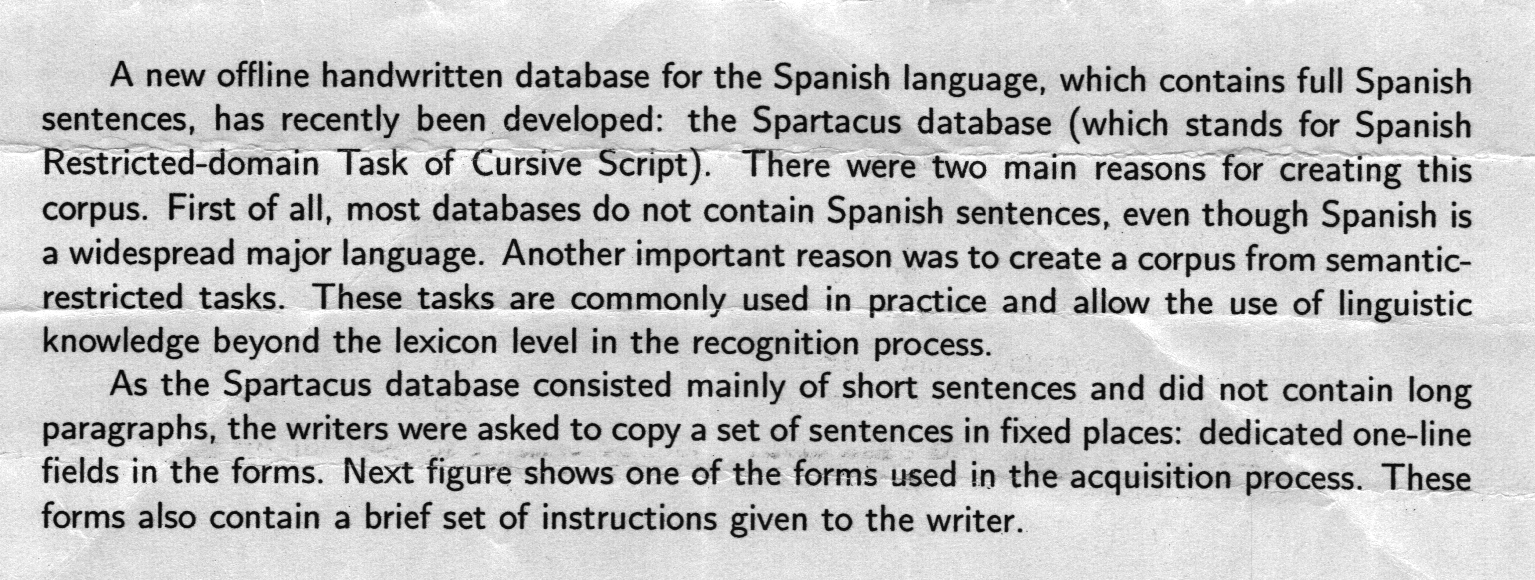 A new offline handwritten database for the Spanish language, which contains full Spanish
sentences, has recently been developed: the Spartacus database (which stands for Spanish
Restricted-domain Task of Cursive Script). There were two main reasons for creating this
corpus. First of all, most databases do not contain Spanish sentences, even though Spanish is
a widespread major language. Another important reason was to create a corpus from semantic-
restricted tasks. These tasks are commonly used in practice and allow the use of linguistic
knowledge beyond the lexicon level in the recognition process.
As the Spartacus database consisted mainly of short sentences and did not contain long
paragraphs, the writers were asked to copy a set of sentences in fixed places: dedicated one-line
fields in the forms. Next figure shows one of the forms used in the acquisition process. These
forms also contain a brief set of instructions given to the writer.